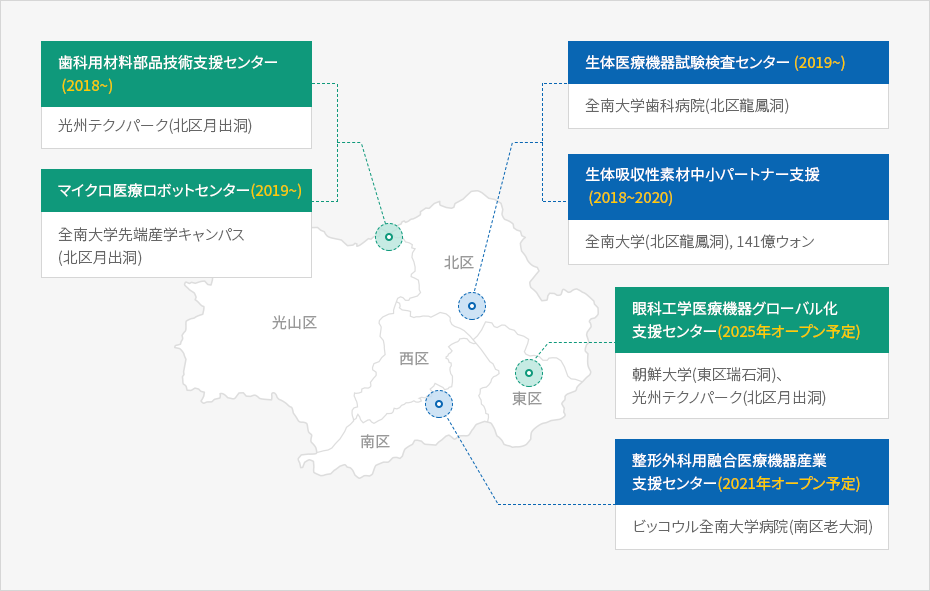 歯科用材料部品技術支援センター
(2018~)
光州テクノパーク(北区月出洞)
マイクロ医療ロボットセンター(2019~)
全南大学先端産学キャンパス
(北区月出洞)
生体医療機器試験検査センター (2019~)
全南大学歯科病院(北区龍鳳洞)
生体吸収性素材中小パートナー支援
(2018~2020)
全南大学(北区龍鳳洞), 141億ウォン
眼科工学医療機器グローバル化
支援センター(2025年オープン予定)
朝鮮大学(東区瑞石洞)、
光州テクノパーク(北区月出洞)
整形外科用融合医療機器産業
支援センター(2021年オープン予定)
ビッコウル全南大学病院(南区老大洞)
北区
光山区
西区
東区
南区